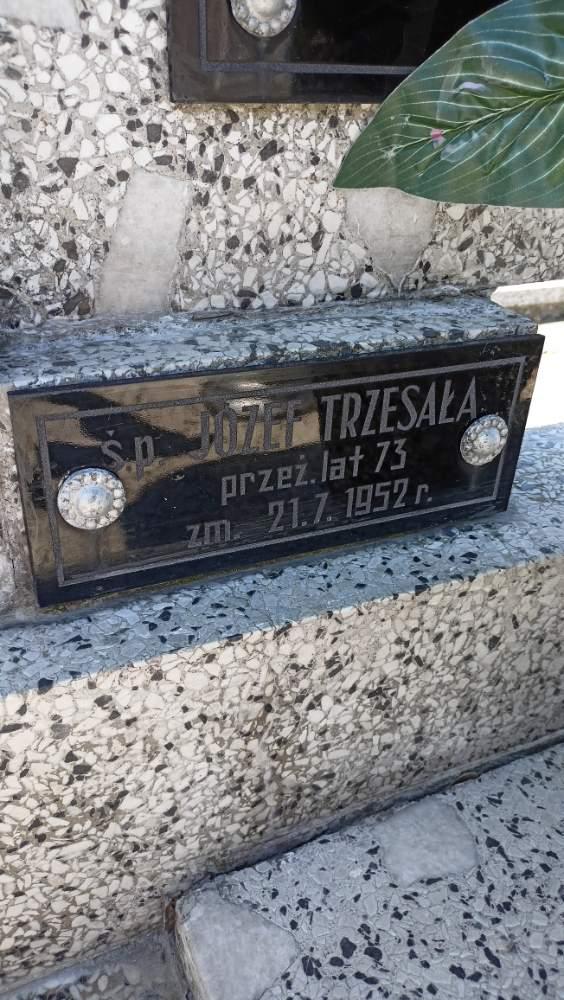 ś.p. JÓZEF TRZESAŁA
przeż. lat 73
zm. 21.7. 1952 r.